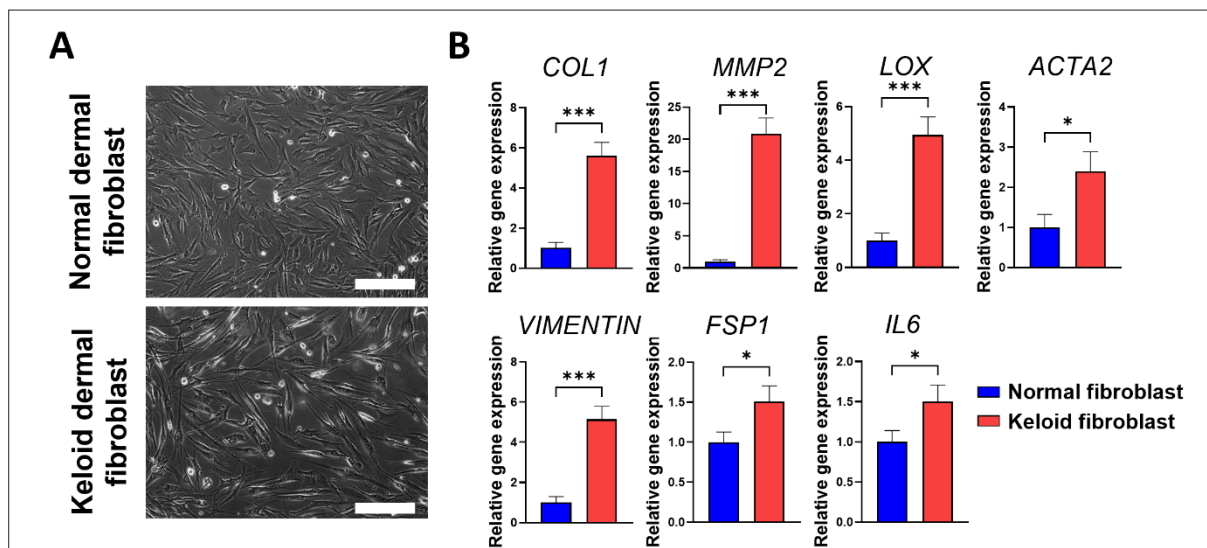 A
Normal dermal
fibroblast
Keloid dermal
fibroblast
B
COL1
Relative gene expression
8
6
4
2
0
***
MMP2
Relative gene expression
25
20
15
10
5
0
***
LOX
Relative gene expression
6
4
2
0
***
ACTA2
Relative gene expression
4
3
2
1
0
*
VIMENTIN
Relative gene expression
8
6
4
2
0
***
FSP1
Relative gene expression
2.0
1.5
1.0
0.5
0.0
*
IL6
Relative gene expression
2.0
1.5
1.0
0.5
0.0
*
Normal fibroblast
Keloid fibroblast